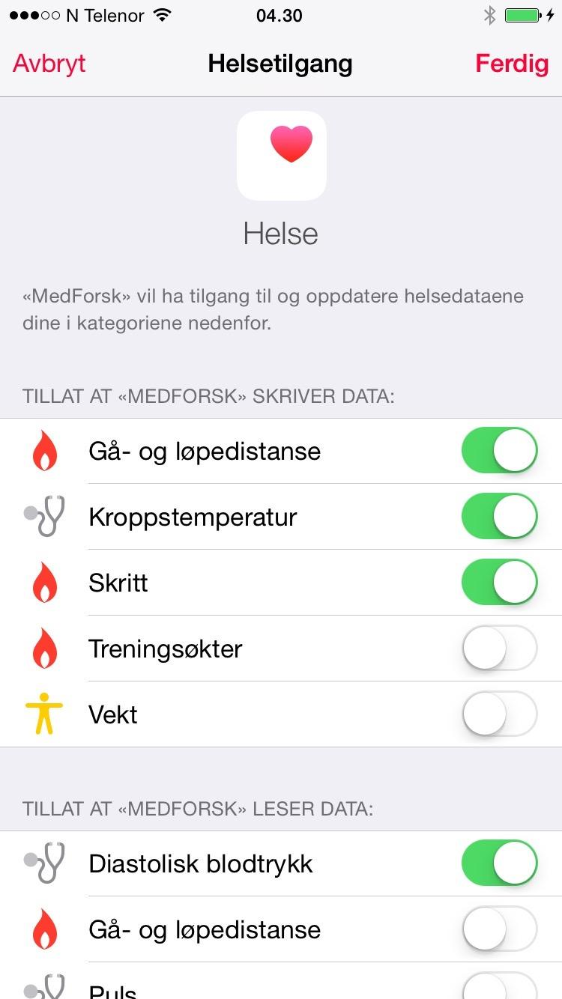 N Telenor 04.30
Avbryt Helsetilgang Ferdig
Helse
«MedForsk» vil ha tilgang til og oppdatere helsedataene
dine i kategoriene nedenfor.
TILLAT AT «MEDFORSK» SKRIVER DATA:
Gå- og løpedistanse
Kroppstemperatur
Skritt
Treningsøkter
Vekt
TILLAT AT «MEDFORSK» LESER DATA:
Diastolisk blodtrykk
Gå- og løpedistanse
Puls